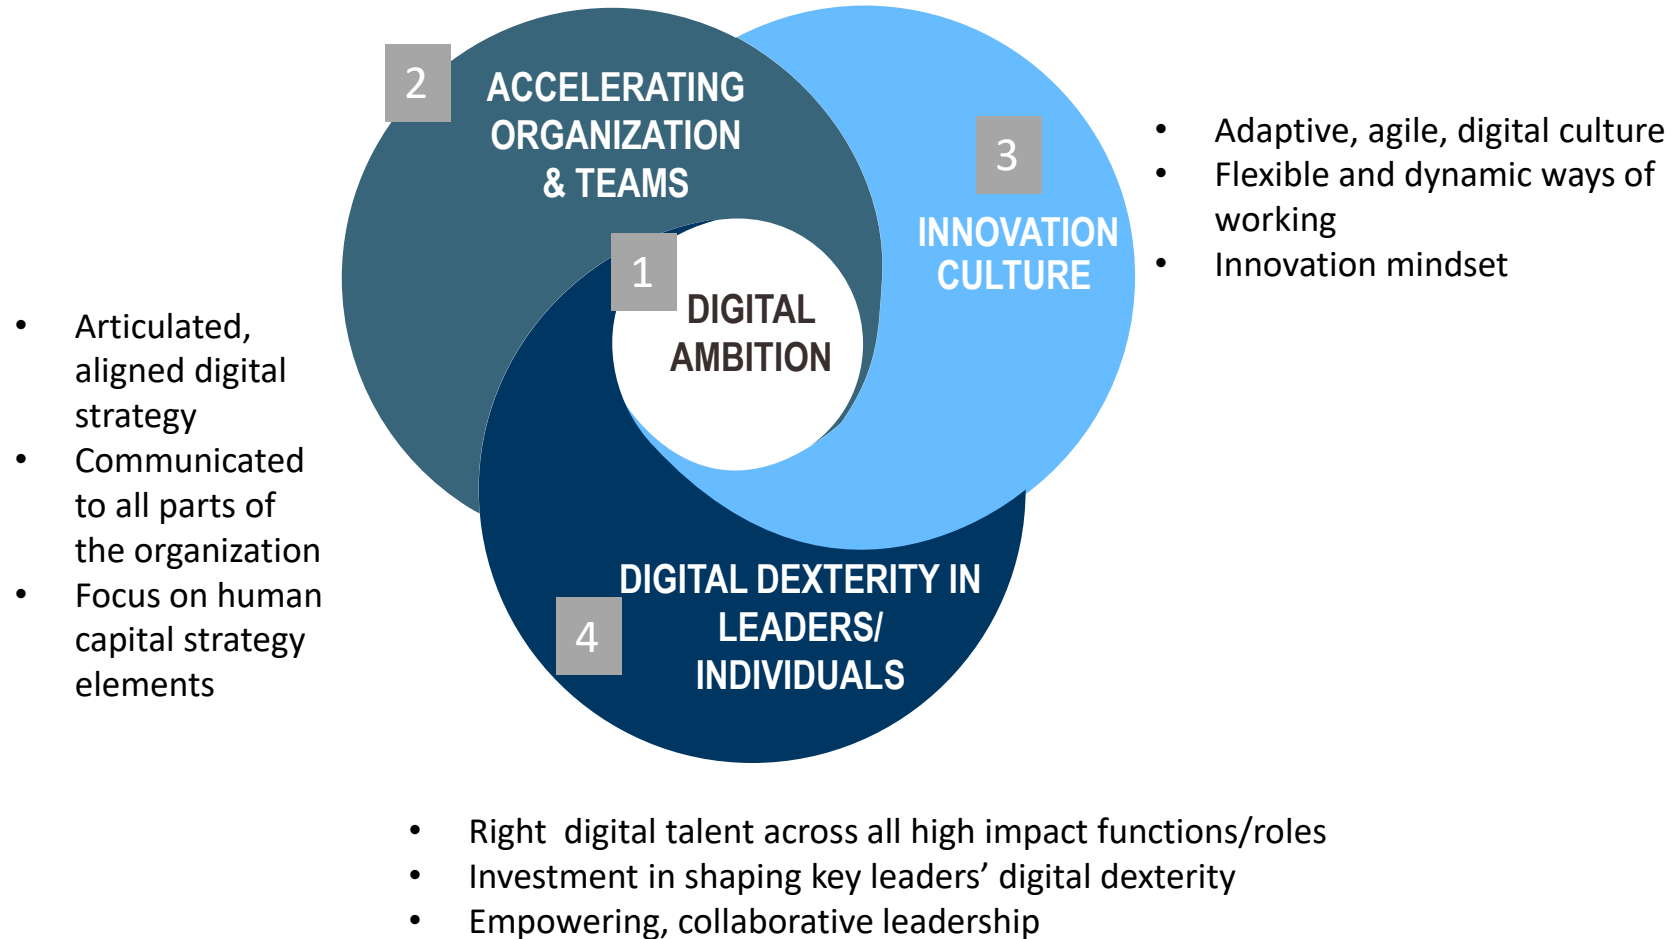 2
ACCELERATING
ORGANIZATION
& TEAMS
3
INNOVATION
CULTURE
• Adaptive, agile, digital culture
• Flexible and dynamic ways of
working
• Innovation mindset
1
DIGITAL
AMBITION
• Articulated,
aligned digital
strategy
• Communicated
to all parts of
the organization
• Focus on human
capital strategy
elements
4
DIGITAL DEXTERITY IN
LEADERS/
INDIVIDUALS
• Right  digital talent across all high impact functions/roles
• Investment in shaping key leaders’ digital dexterity
• Empowering, collaborative leadership